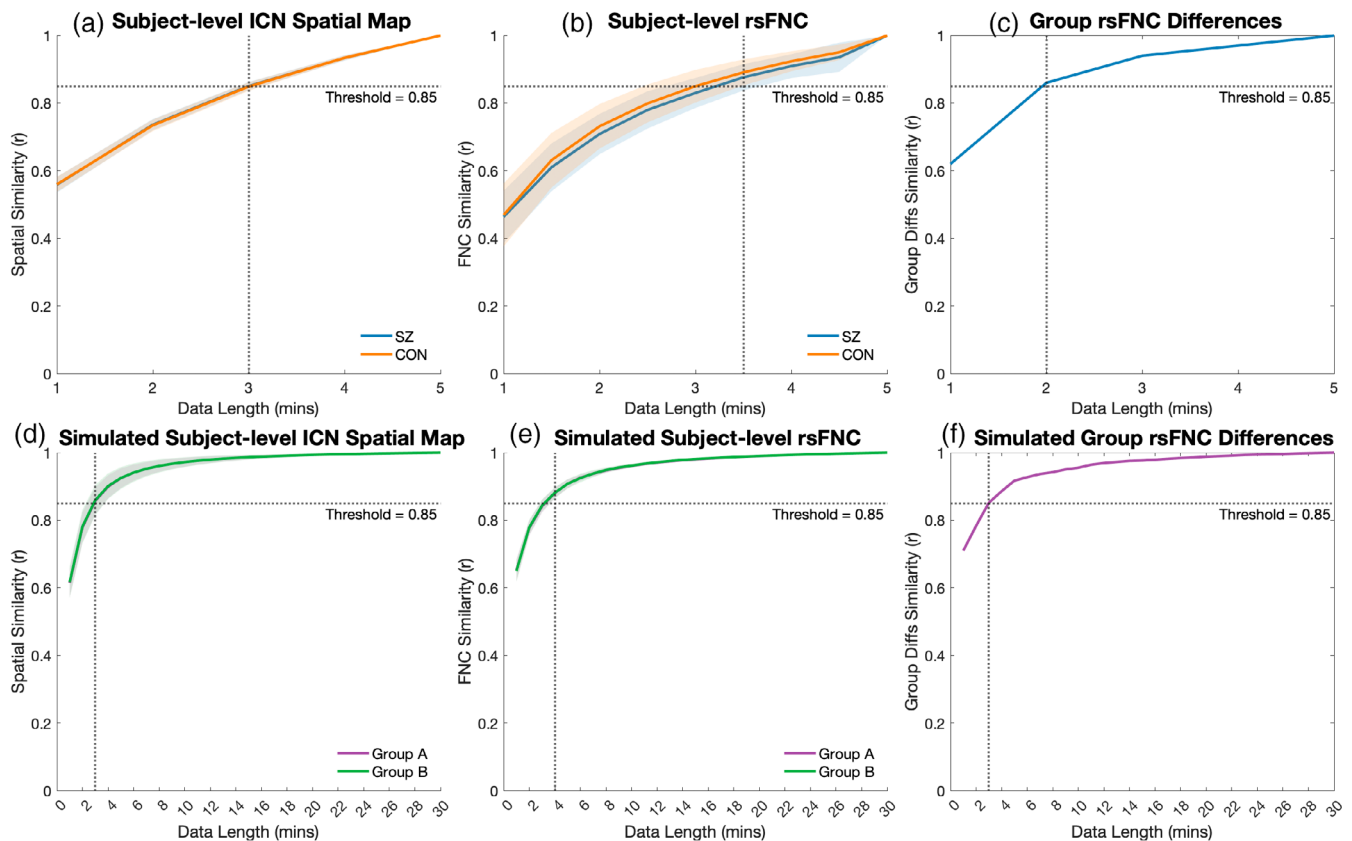 (a) Subject-level ICN Spatial Map
1
0.8
0.6
0.4
0.2
0
Spatial Similarity (r)
Threshold = 0.85
SZ
CON
1 2 3 4 5
Data Length (mins)
(b) Subject-level rsFNC
1
0.8
0.6
0.4
0.2
0
FNC Similarity (r)
Threshold = 0.85
SZ
CON
1 2 3 4 5
Data Length (mins)
(c) Group rsFNC Differences
1
0.8
0.6
0.4
0.2
0
Group Diffs Similarity (r)
Threshold = 0.85
1 2 3 4 5
Data Length (mins)
(d) Simulated Subject-level ICN Spatial Map
1
0.8
0.6
0.4
0.2
0
Spatial Similarity (r)
Threshold = 0.85
Group A
Group B
0 2 4 6 8 10 12 14 16 18 20 22 24 26 28 30
Data Length (mins)
(e) Simulated Subject-level rsFNC
1
0.8
0.6
0.4
0.2
0
FNC Similarity (r)
Threshold = 0.85
Group A
Group B
0 2 4 6 8 10 12 14 16 18 20 22 24 26 28 30
Data Length (mins)
(f) Simulated Group rsFNC Differences
1
0.8
0.6
0.4
0.2
0
Group Diffs Similarity (r)
Threshold = 0.85
0 2 4 6 8 10 12 14 16 18 20 22 24 26 28 30
Data Length (mins)